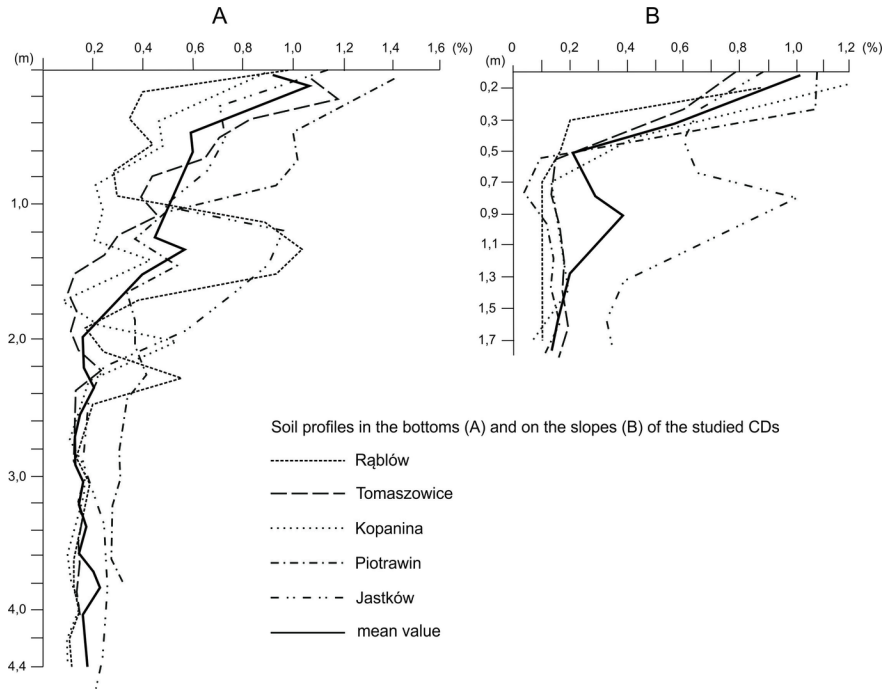 A
B
(m) 0,2 0,4 0,6 0,8 1,0 1,2 1,4 1,6 (%)
1,0
2,0
3,0
4,0
4,4
(m) 0 0,2 0,4 0,6 0,8 1,0 1,2 (%)
0,2
0,3
0,5
0,7
0,9
1.1
1.3
1.5
1.7
Soil profiles in the bottoms (A) and on the slopes (B) of the studied CDs
Rąblów
Tomaszowice
Kopanina
Piotrawin
Jastków
mean value